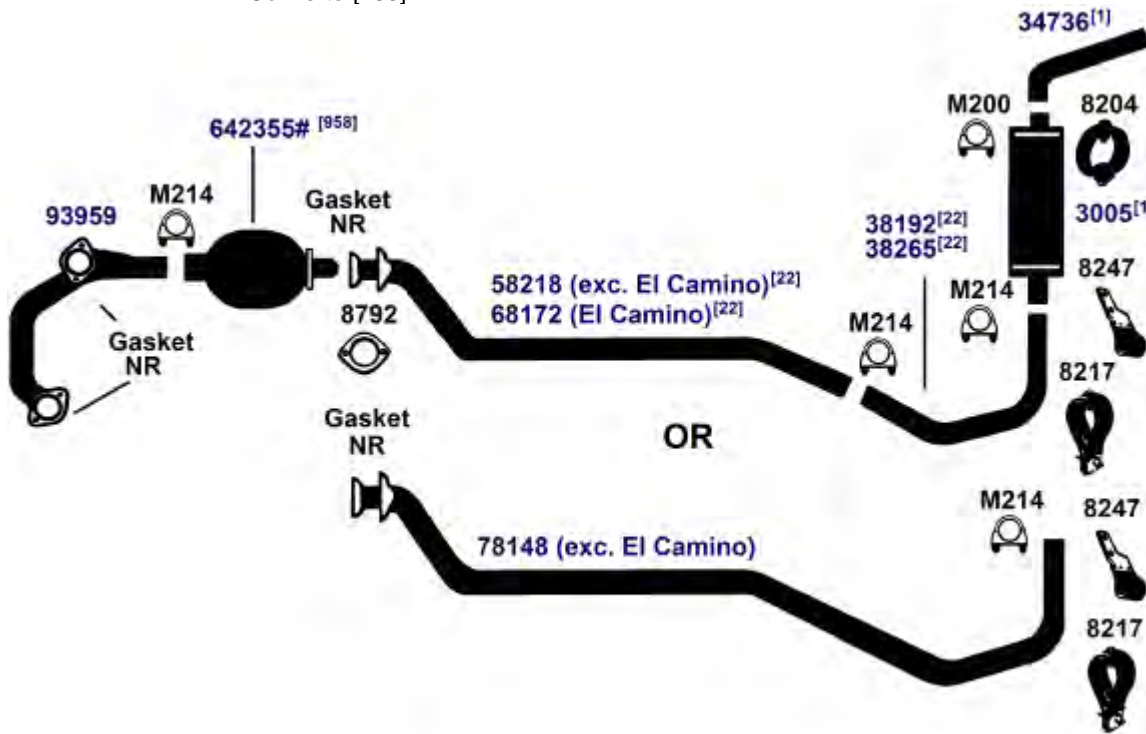 34736[1]
M200
8204
642355# [958]
M214
Gasket
NR
93959
38192[22]
38265[22]
3005[1
8247
58218 (exc. El Camino)[22]
68172 (El Camino)[22]
M214
8792
M214
Gasket
NR
8217
Gasket
NR
OR
M214
8247
78148 (exc. El Camino)
8217